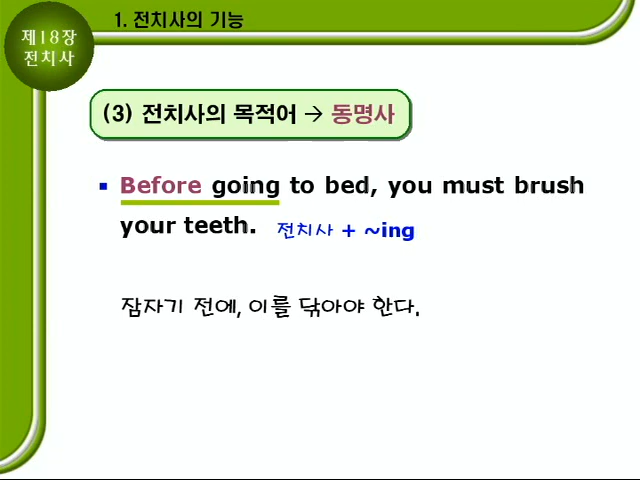 1. 전치사의 기능
제18장
전치사
(3) 전치사의 목적어 → 동명사
▪ Before going to bed, you must brush
your teeth. 전치사 + ~ing
잠자기 전에, 이를 닦아야 한다.